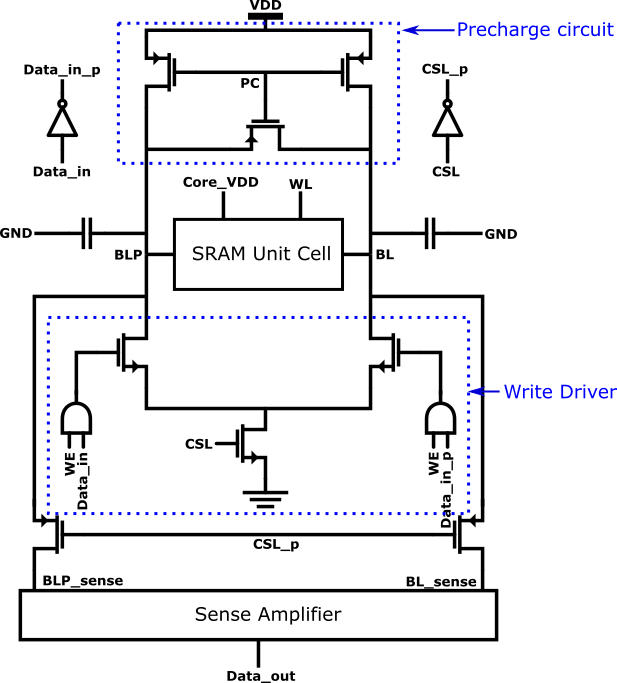 VDD
Precharge circuit
Data_in_p
PC
CSL_p
Data_in
CSL
Core_VDD
WL
GND
SRAM Unit Cell
GND
BLP
BL
Write Driver
CSL
WE
Data_in
WE
Data_in_p
CSL_p
BLP_sense
BL_sense
Sense Amplifier
Data_out